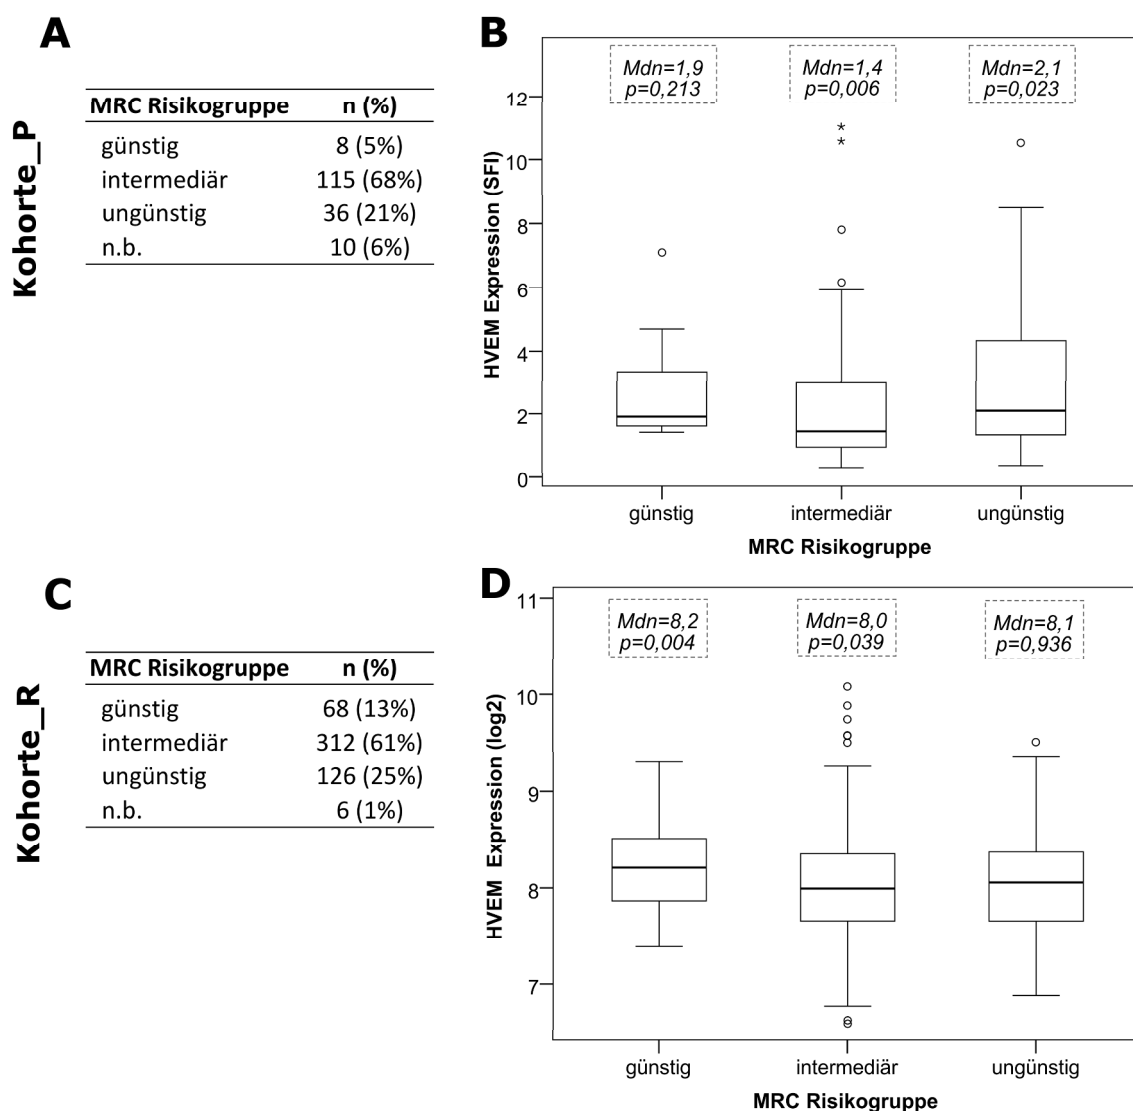 A
Kohorte_P
MRC Risikogruppe n (%)
günstig 8 (5%)
intermediär 115 (68%)
ungünstig 36 (21%)
n.b. 10 (6%)
B
Mdn=1,9
p=0,213
Mdn=1,4
p=0,006
Mdn=2,1
p=0,023
HVEM Expression (SFI)
12
10
8
6
4
2
0
günstig intermediär ungünstig
MRC Risikogruppe
C
Kohorte_R
MRC Risikogruppe n (%)
günstig 68 (13%)
intermediär 312 (61%)
ungünstig 126 (25%)
n.b. 6 (1%)
D
Mdn=8,2
p=0,004
Mdn=8,0
p=0,039
Mdn=8,1
p=0,936
HVEM Expression (log2)
11
10
9
8
7
günstig intermediär ungünstig
MRC Risikogruppe